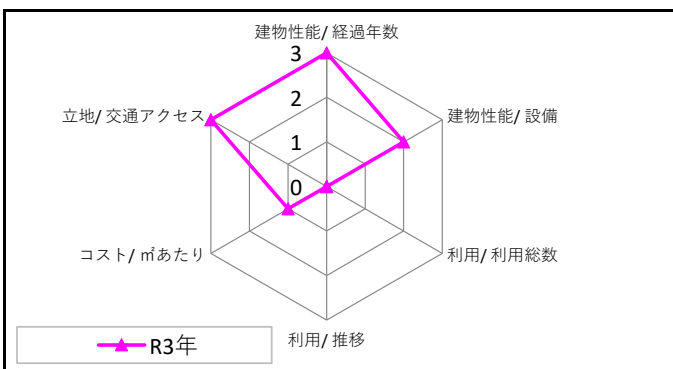 建物性能/ 経過年数
3
立地/ 交通アクセス
2
建物性能/ 設備
1
0
コスト/ ㎡あたり
利用/ 利用総数
R3年
利用/ 推移